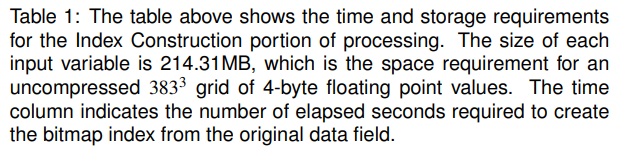 Table 1: The table above shows the time and storage requirements
for the Index Construction portion of processing. The size of each
input variable is 214.31MB, which is the space requirement for an
uncompressed 383³ grid of 4-byte floating point values. The time
column indicates the number of elapsed seconds required to create
the bitmap index from the original data field.